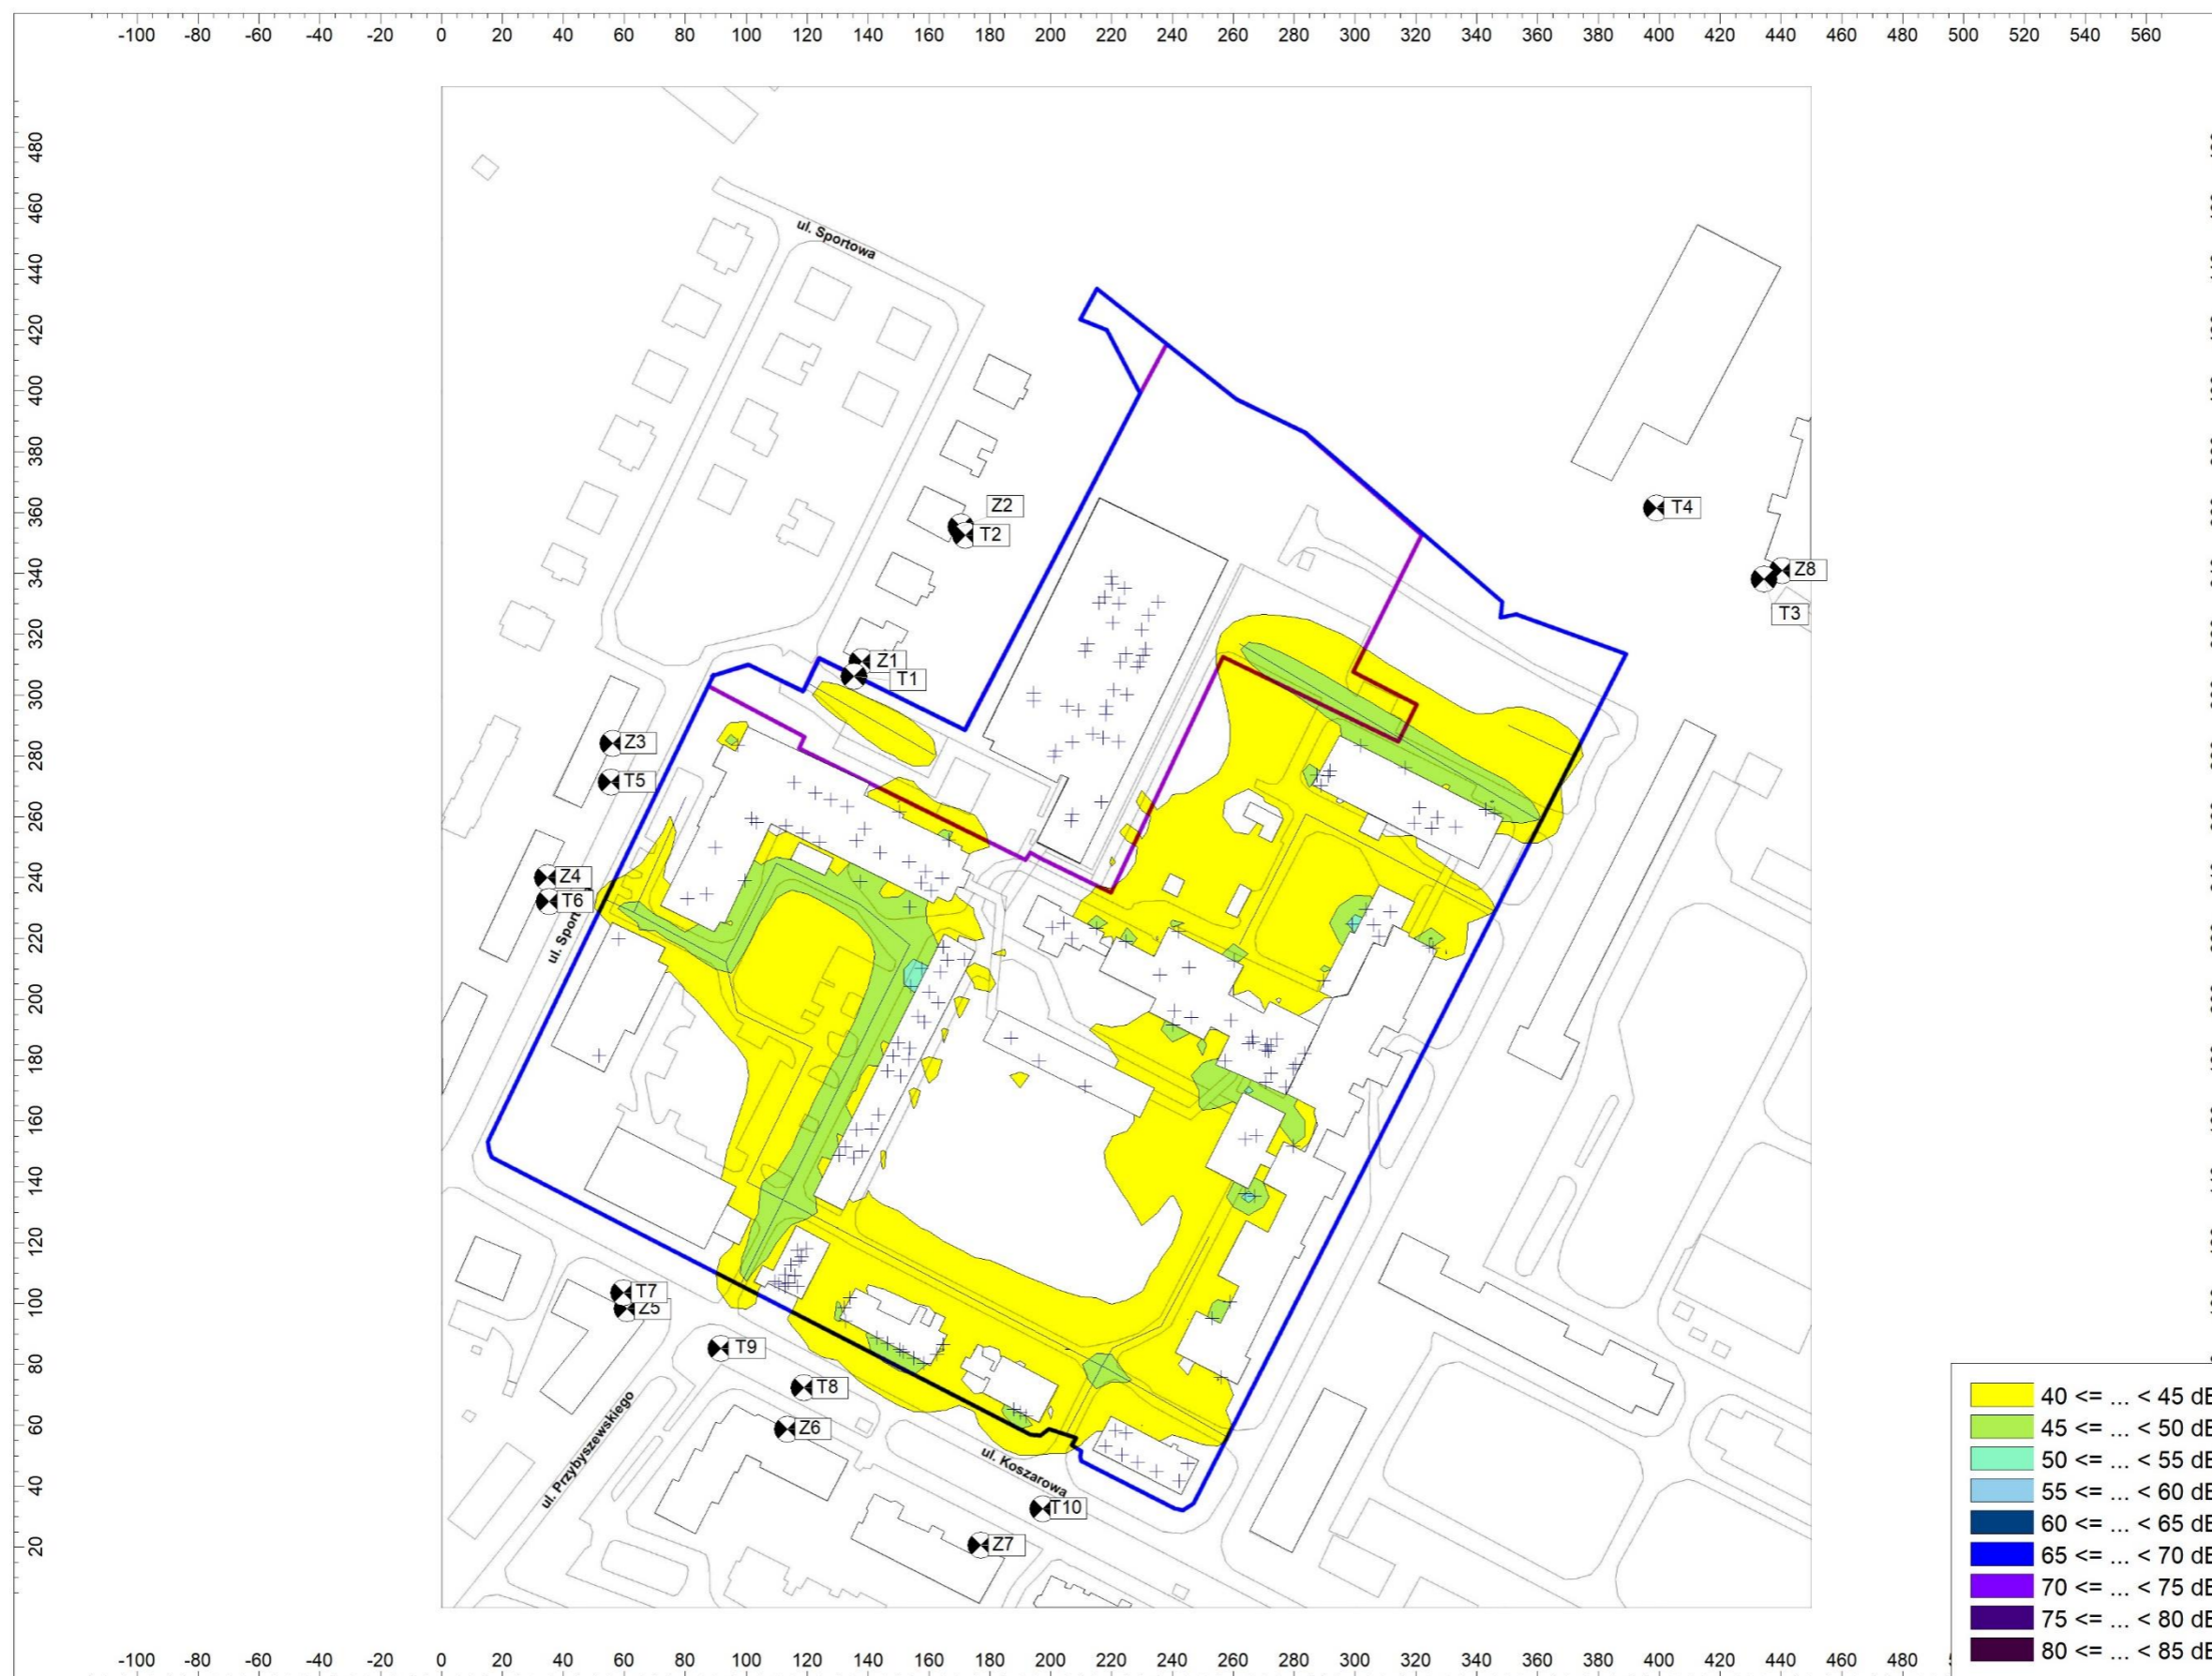 -100 -80 -60 -40 -20 0 20 40 60 80 100 120 140 160 180 200 220 240 260 280 300 320 340 360 380 400 420 440 460 480 500 520 540 560
480
460
440
420
400
380
360
340
320
300
280
260
240
220
200
180
160
140
120
100
80
60
40
20
ul. Sportowa
Z2
T2
T4
Z8
T3
Z1
T1
Z3
T5
Z4
T6
ul. Sport
T7
Z5
T9
T8
Z6
ul. Przybyszewskiego
ul. Koszarowa
T10
Z7
40 <= ... < 45 dB
45 <= ... < 50 dB
50 <= ... < 55 dB
55 <= ... < 60 dB
60 <= ... < 65 dB
65 <= ... < 70 dB
70 <= ... < 75 dB
75 <= ... < 80 dB
80 <= ... < 85 dB
-100 -80 -60 -40 -20 0 20 40 60 80 100 120 140 160 180 200 220 240 260 280 300 320 340 360 380 400 420 440 460 480